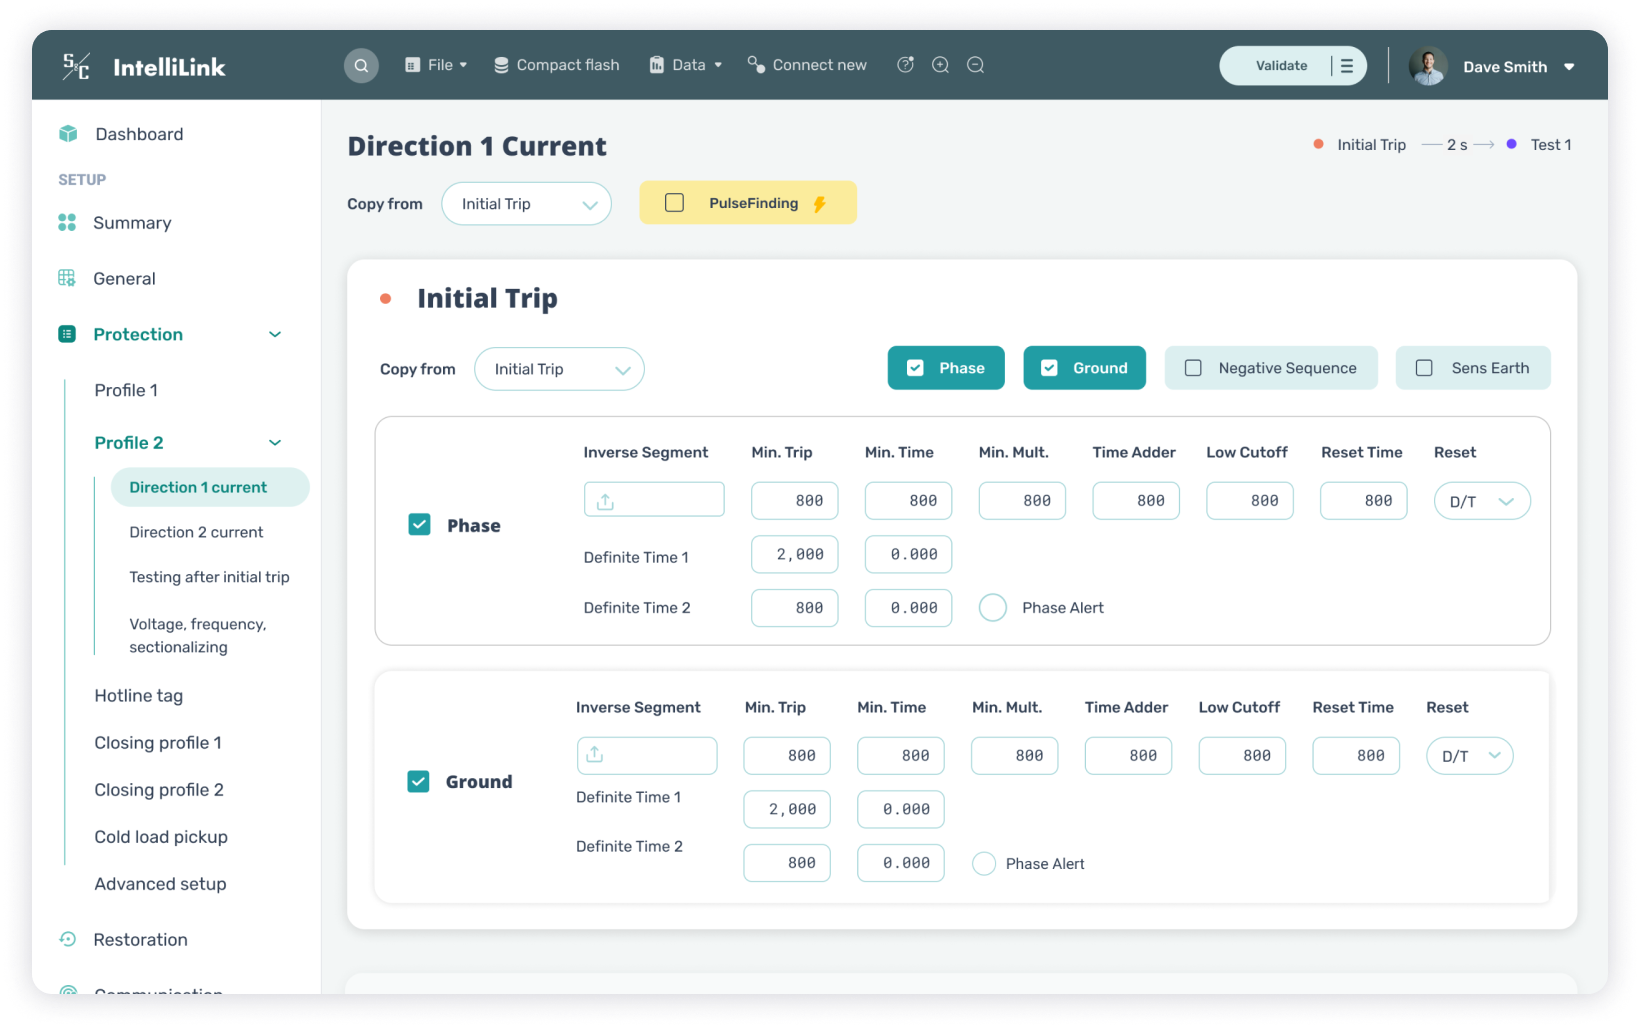 S&C IntelliLink
File
Compact flash
Data
Connect new
Validate
Dave Smith
Dashboard
SETUP
Summary
General
Protection
Profile 1
Profile 2
Direction 1 current
Direction 2 current
Testing after initial trip
Voltage, frequency,
sectionalizing
Hotline tag
Closing profile 1
Closing profile 2
Cold load pickup
Advanced setup
Restoration
Communication
Direction 1 Current
Initial Trip 2 s Test 1
Copy from Initial Trip PulseFinding
Initial Trip
Copy from Initial Trip Phase Ground Negative Sequence Sens Earth
Inverse Segment Min. Trip Min. Time Min. Mult. Time Adder Low Cutoff Reset Time Reset
800 800 800 800 800 800 D/T
Phase
Definite Time 1 2,000 0.000
Definite Time 2 800 0.000 Phase Alert
Inverse Segment Min. Trip Min. Time Min. Mult. Time Adder Low Cutoff Reset Time Reset
800 800 800 800 800 800 D/T
Ground
Definite Time 1 2,000 0.000
Definite Time 2 800 0.000 Phase Alert